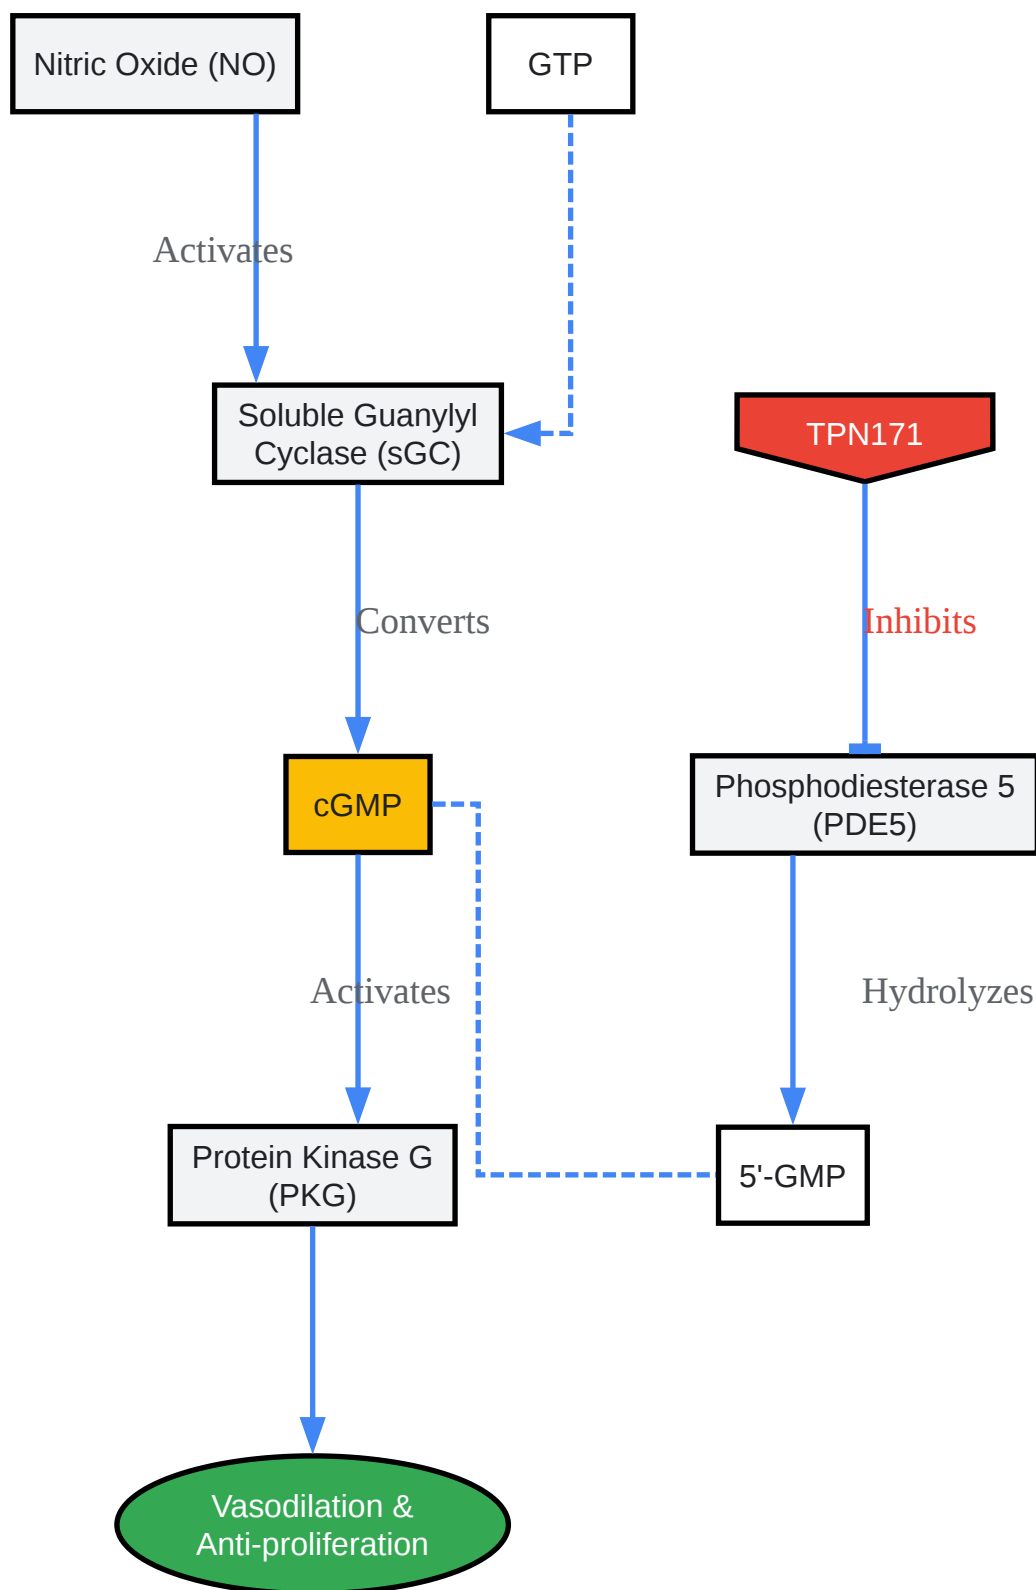 Nitric Oxide (NO)
GTP
Activates
Soluble Guanylyl
Cyclase (sGC)
TPN171
Converts
Inhibits
cGMP
Phosphodiesterase 5
(PDE5)
Activates
Hydrolyzes
Protein Kinase G
(PKG)
5'-GMP
Vasodilation &
Anti-proliferation